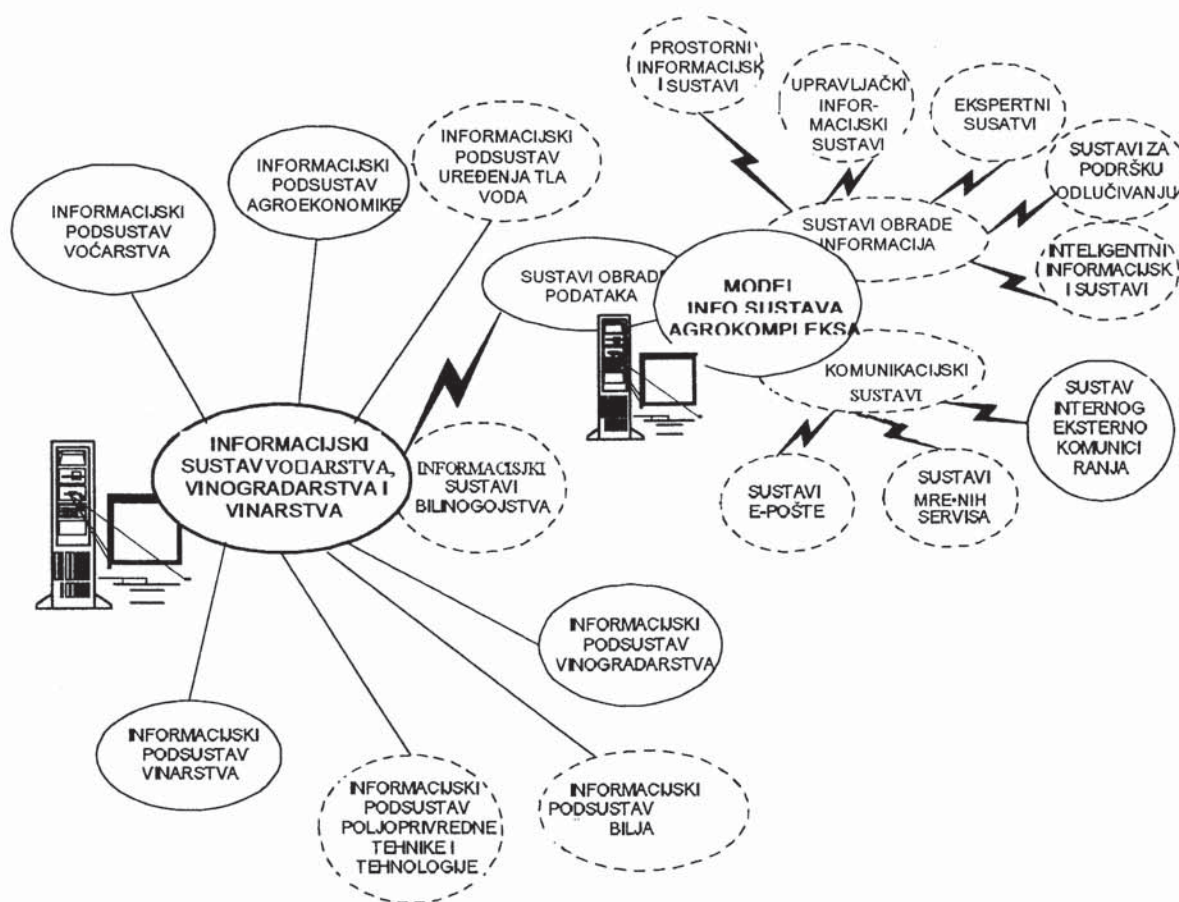 PROSTORNI
INFORMACIJSK
I SUSTAVI
UPRAVLJAČKI
INFOR-
MACIJSKI
SUSTAVI
EKSPERTNI
SUSATVI
SUSTAVI ZA
PODRŠKU
ODLUČIVANJU
INFORMACIJSKI
PODSUSTAV
VOĆARSTVA
INFORMACIJSKI
PODSUSTAV
AGROEKONOMIKE
INFORMACIJSKI
PODSUSTAV
UREĐENJA TLA
VODA
SUSTAVI OBRADE
INFORMACIJA
INTELIGENTNI
INFORMACIJSK
I SUSTAVI
SUSTAVI OBRADE
PODATAKA
MODEL
INFO SUSTAVA
AGROKOMPLEKSA
KOMUNIKACIJSKI
SUSTAVI
SUSTAV
INTERNOG
EKSTERNO
KOMUNICI
RANJA
SUSTAVI
E-POŠTE
SUSTAVI
MRE•NIH
SERVISA
INFORMACIJSKI
SUSTAV VO□ARSTVA,
VINOGRADARSTVA I
VINARSTVA
INFORMACISJKI
SUSTAVI
BILINOGOJSTVA
INFORMACIJSKI
PODSUSTAV
VINOGRADARSTVA
INFORMACIJSKI
PODSUSTAV
VINARSTVA
INFORMACIJSKI
PODSUSTAV
POLJOPRIVREDNE
TEHNIKE I
TEHNOLOGIJE
INFORMACIJSKI
PODSUSTAV
BILJA